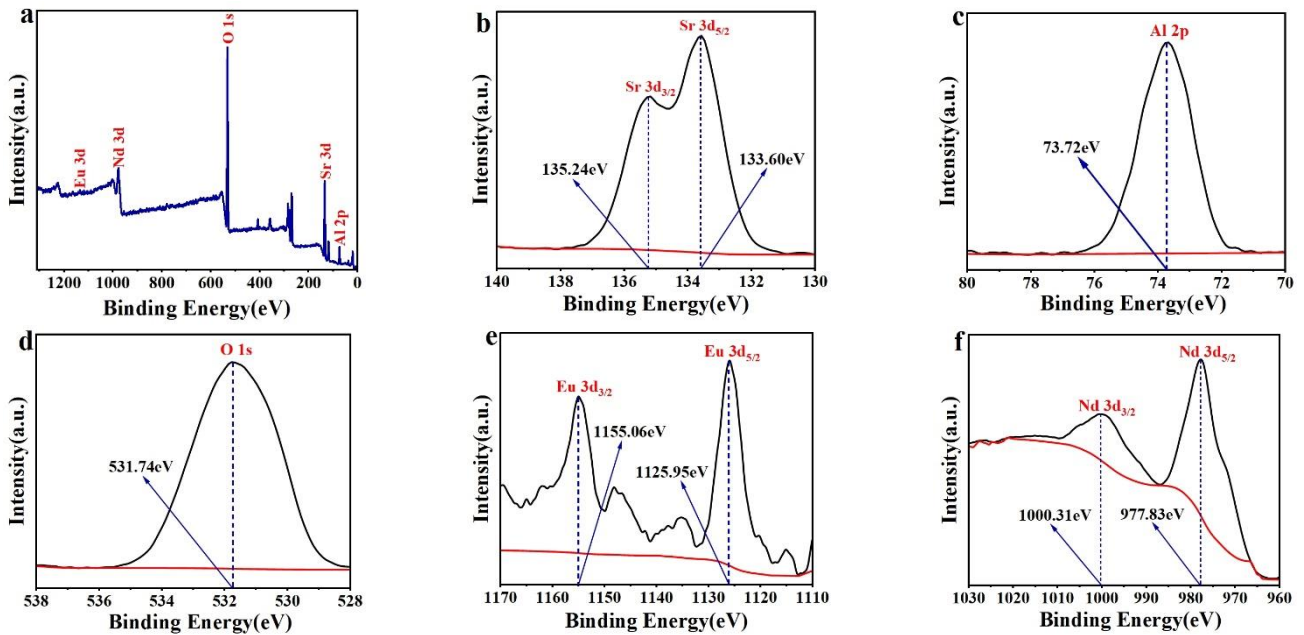 a
Eu 3d
Nd 3d
O 1s
Sr 3d
Al 2p
Intensity(a.u.)
1200 1000 800 600 400 200 0
Binding Energy(eV)
b
Sr 3d5/2
Sr 3d3/2
135.24eV
133.60eV
Intensity(a.u.)
140 138 136 134 132 130
Binding Energy(eV)
c
Al 2p
73.72eV
Intensity(a.u.)
80 78 76 74 72 70
Binding Energy(eV)
d
O 1s
531.74eV
Intensity(a.u.)
538 536 534 532 530 528
Binding Energy(eV)
e
Eu 3d5/2
Eu 3d3/2
1155.06eV
1125.95eV
Intensity(a.u.)
1170 1160 1150 1140 1130 1120 1110
Binding Energy(eV)
f
Nd 3d5/2
Nd 3d3/2
1000.31eV
977.83eV
Intensity(a.u.)
1030 1020 1010 1000 990 980 970 960
Binding Energy(eV)